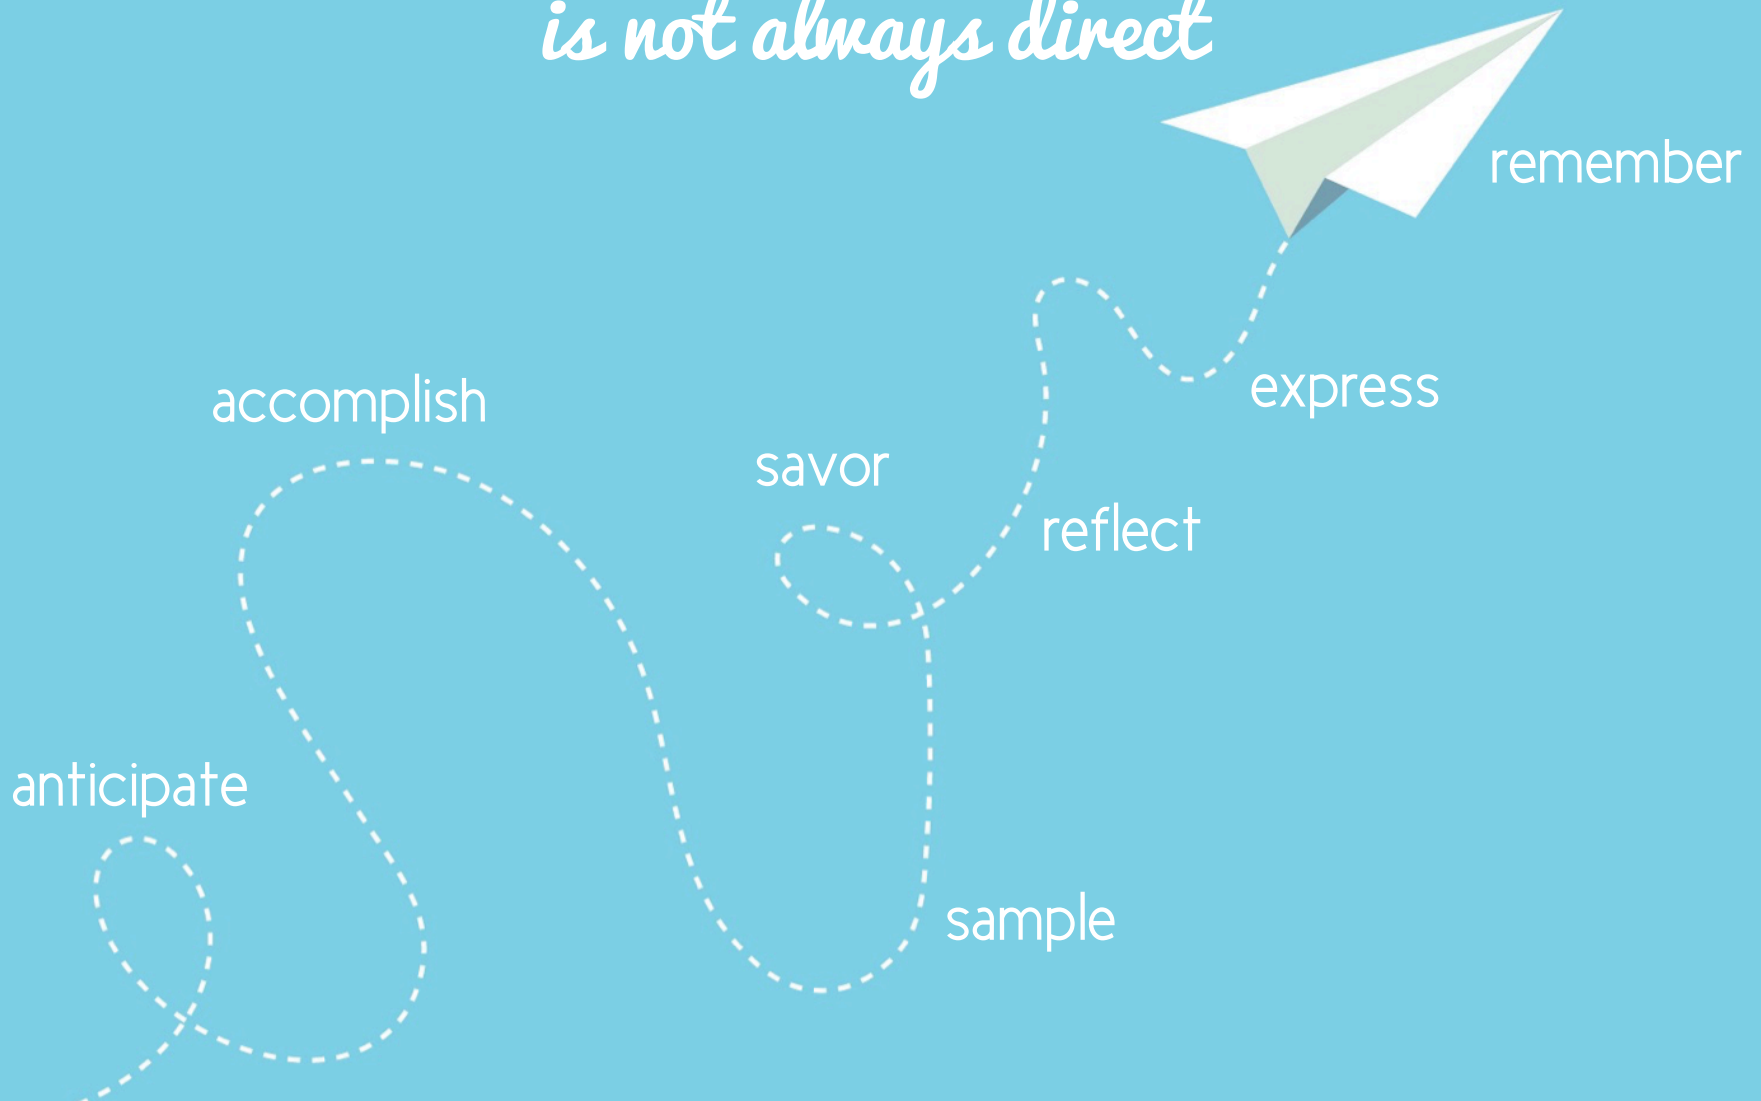 is not always direct
remember
express
accomplish
savor
reflect
anticipate
sample